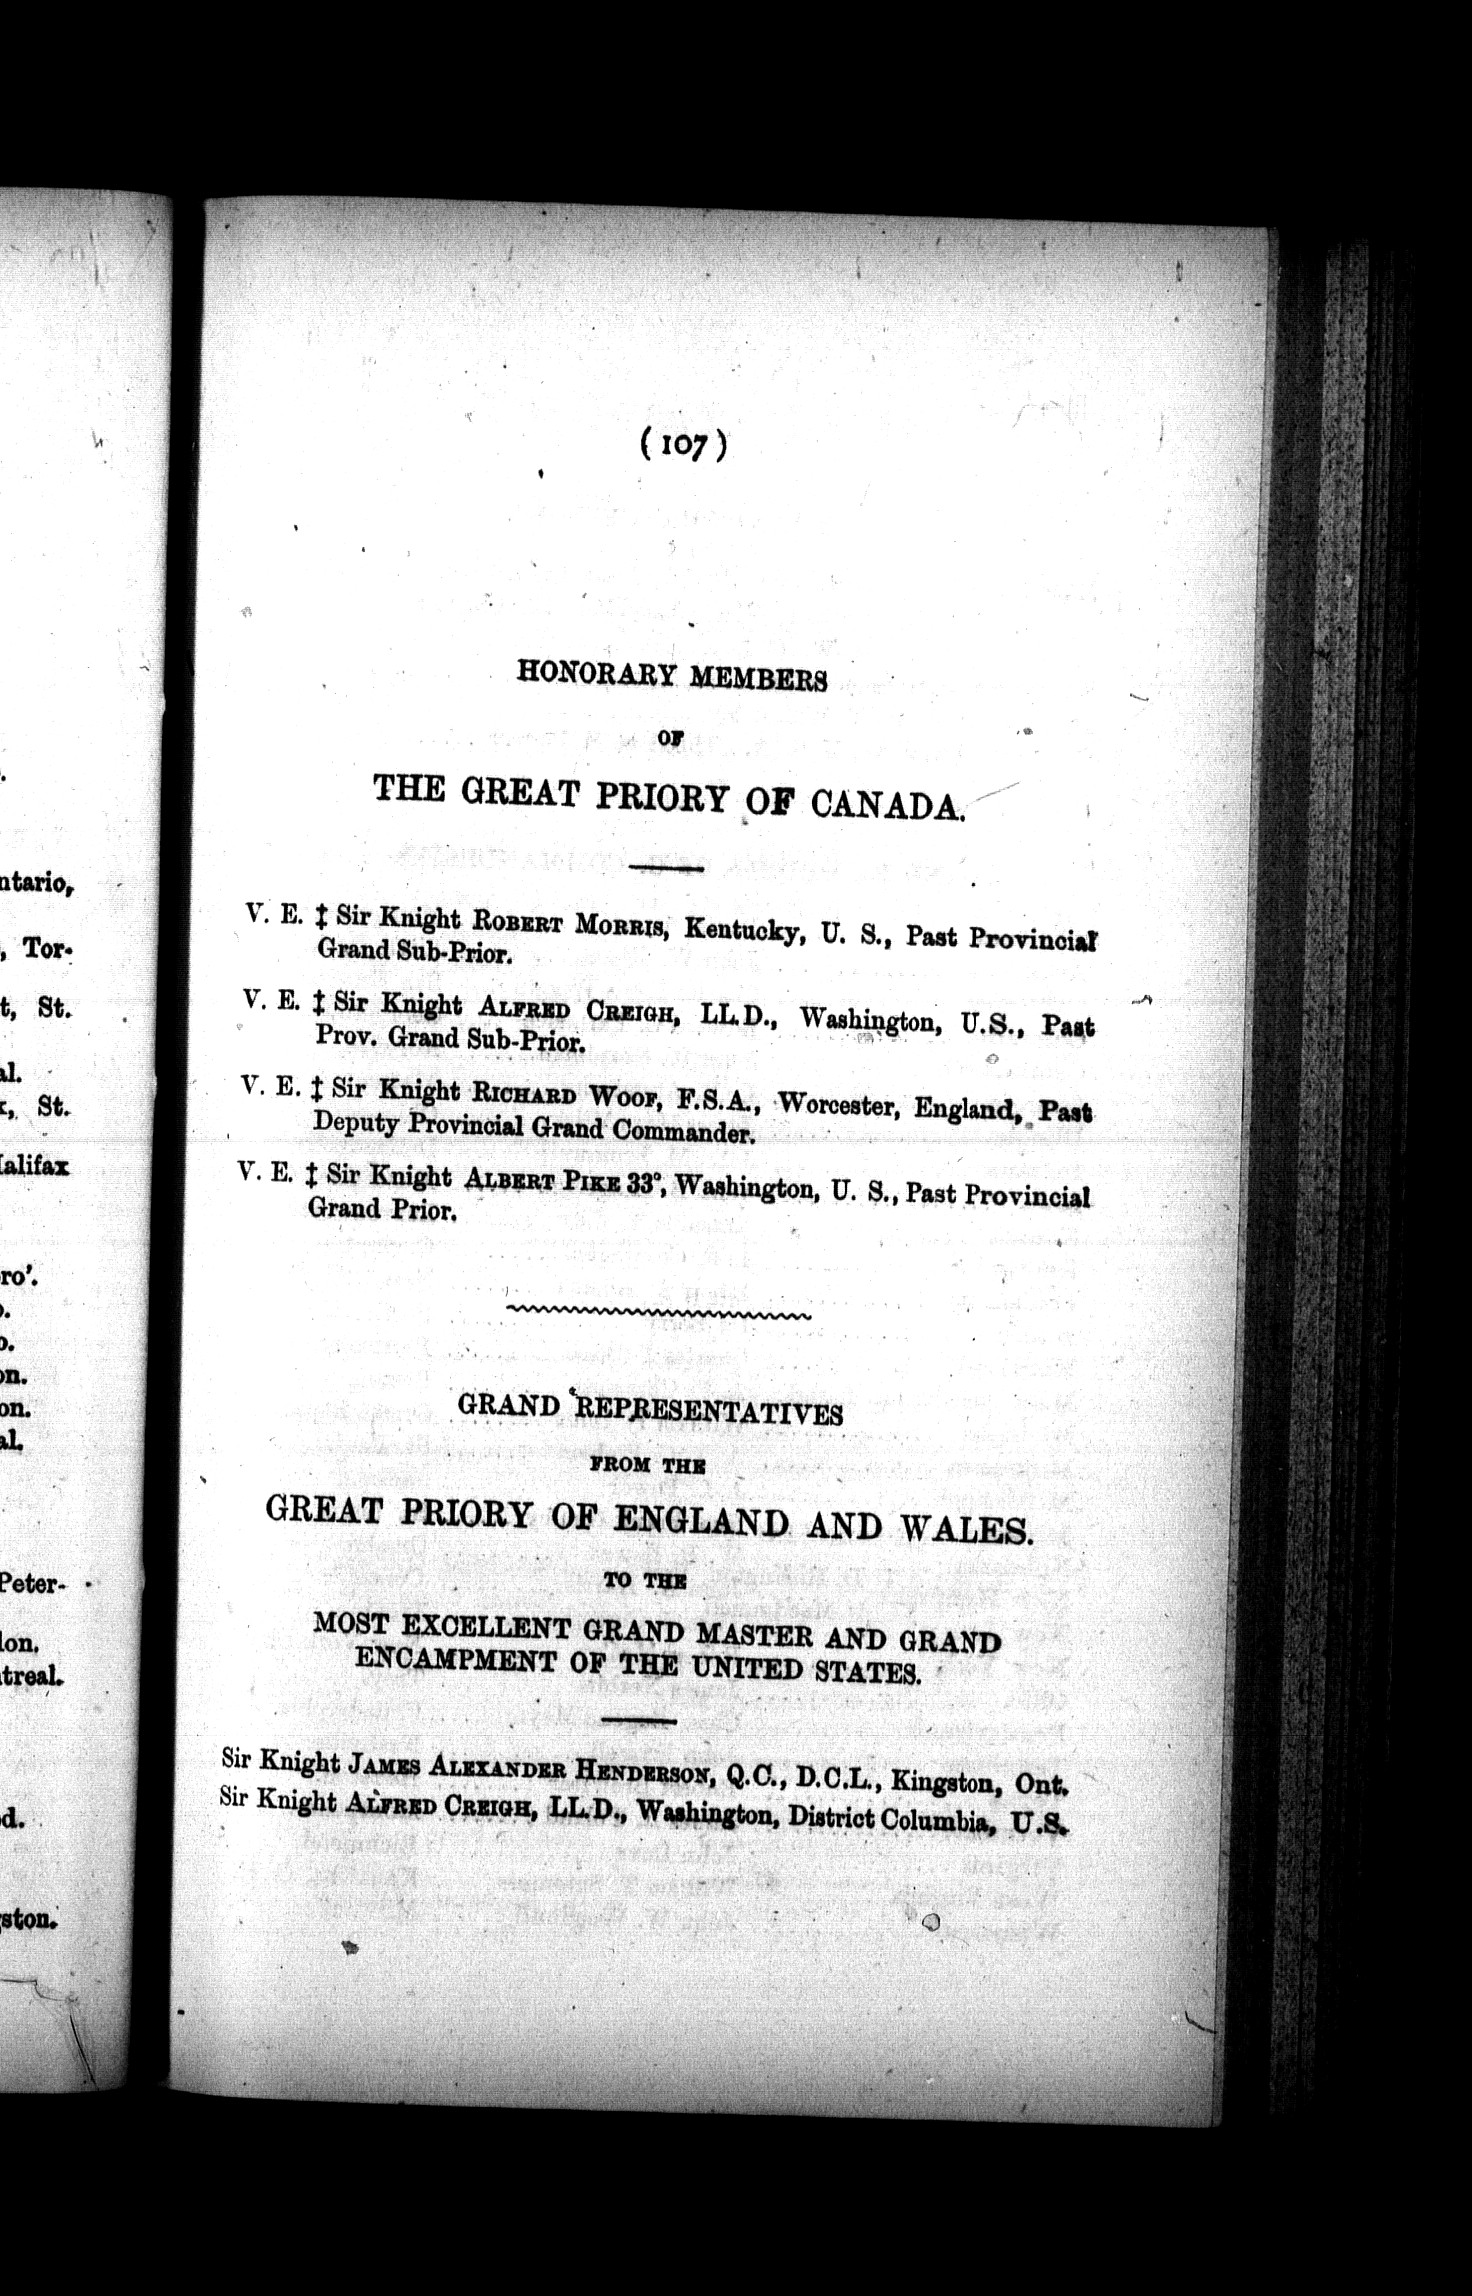 (107)
HONORARY MEMBERS
OF
THE GREAT PRIORY OF CANADA.
V. E. ‡ Sir Knight ROBERT MORRIS, Kentucky, U. S., Past Provincial
Grand Sub-Prior.
V. E. ‡ Sir Knight ALFRED CREIGH, LL.D., Washington, U.S., Past
Prov. Grand Sub-Prior.
V. E. ‡ Sir Knight RICHARD WOOF, F.S.A., Worcester, England, Past
Deputy Provincial Grand Commander.
V. E. ‡ Sir Knight ALBERT PIKE 33°, Washington, U. S., Past Provincial
Grand Prior.
GRAND REPRESENTATIVES
FROM THE
GREAT PRIORY OF ENGLAND AND WALES.
TO THE
MOST EXCELLENT GRAND MASTER AND GRAND
ENCAMPMENT OF THE UNITED STATES.
Sir Knight JAMES ALEXANDER HENDERSON, Q.C., D.C.L., Kingston, Ont.
Sir Knight ALFRED CREIGH, LL.D., Washington, District Columbia, U.S.